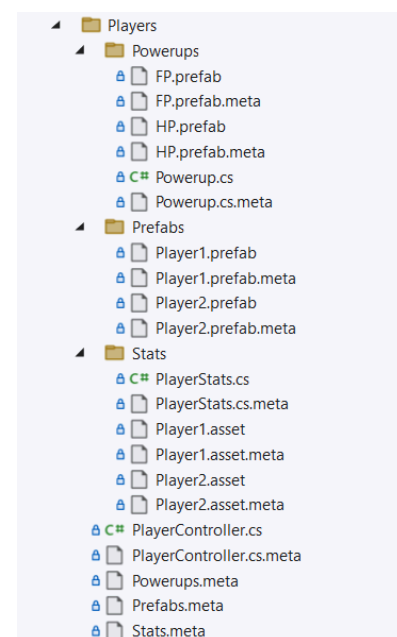 Players
Powerups
FP.prefab
FP.prefab.meta
HP.prefab
HP.prefab.meta
C# Powerup.cs
Powerup.cs.meta
Prefabs
Player1.prefab
Player1.prefab.meta
Player2.prefab
Player2.prefab.meta
Stats
C# PlayerStats.cs
PlayerStats.cs.meta
Player1.asset
Player1.asset.meta
Player2.asset
Player2.asset.meta
C# PlayerController.cs
PlayerController.cs.meta
Powerups.meta
Prefabs.meta
Stats.meta